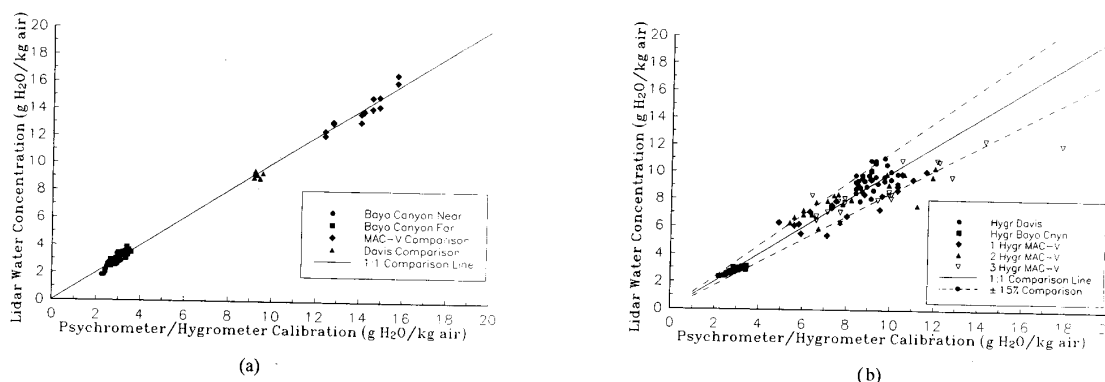 20
18
16
14
12
10
8
6
4
2
0
Lidar Water Concentration (g H2O/kg air)
Bayo Canyon Near
Bayo Canyon Far
MAC-V Comparison
Davis Comparison
1:1 Comparison Line
0 2 4 6 8 10 12 14 16 18 20
Psychrometer/Hygrometer Calibration (g H2O/kg air)
(a)
20
18
16
14
12
10
8
6
4
2
0
Lidar Water Concentration (g H2O/kg air)
Hygr Davis
Hygr Bayo Cnyn
1 Hygr MAC-V
2 Hygr MAC-V
3 Hygr MAC-V
1:1 Comparison Line
± 15% Comparison
2 4 6 8 10 12 14 16 18 20
Psychrometer/Hygrometer Calibration (g H2O/kg air)
(b)